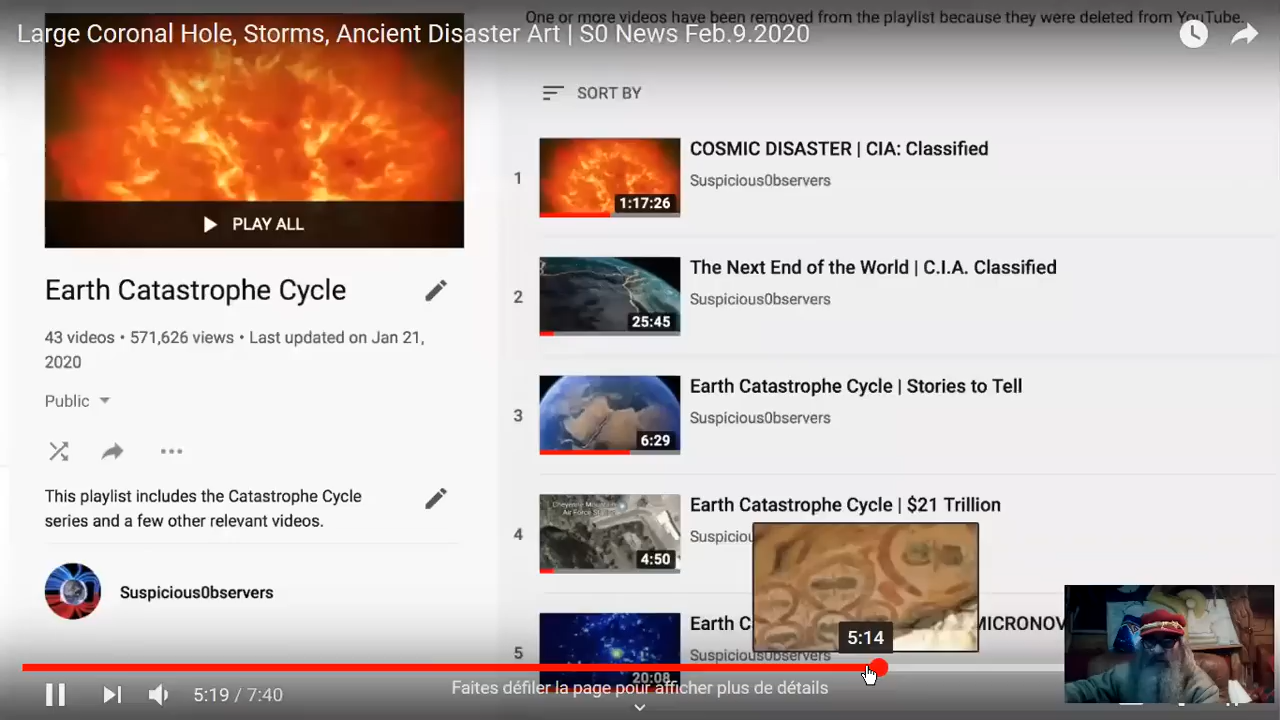 One or more videos have been removed from the playlist because they were deleted from YouTube.
Large Coronal Hole, Storms, Ancient Disaster Art | S0 News Feb.9.2020
SORT BY
PLAY ALL
Earth Catastrophe Cycle
43 videos • 571,626 views • Last updated on Jan 21,
2020
Public
This playlist includes the Catastrophe Cycle
series and a few other relevant videos.
Suspicious0bservers
1
1:17:26
COSMIC DISASTER | CIA: Classified
Suspicious0bservers
2
25:45
The Next End of the World | C.I.A. Classified
Suspicious0bservers
3
6:29
Earth Catastrophe Cycle | Stories to Tell
Suspicious0bservers
4
Cheyenne Mountain
Air Force St
4:50
Earth Catastrophe Cycle | $21 Trillion
Suspiciou
5
20:08
Earth C
MICRONOV
Suspicious0bservers
5:14
5:19 / 7:40
Faites défiler la page pour afficher plus de détails